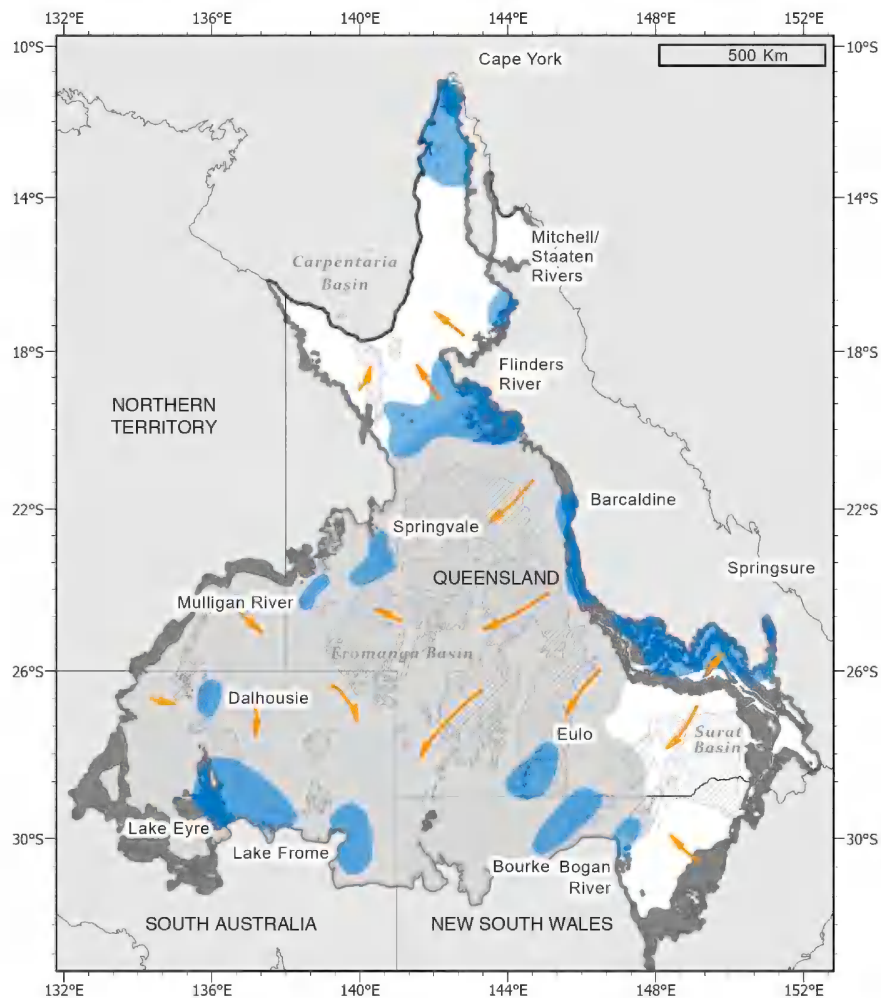 132°E 136°E 140°E 144°E 148°E 152°E
10°S 10°S
500 Km
Cape York
14°S 14°S
Mitchell/
Staaten
Rivers
Carpentaria
Basin
18°S 18°S
Flinders
River
NORTHERN
TERRITORY
22°S 22°S
Barcaldine
Springvale
Springsure
QUEENSLAND
Mulligan River
Eromanga Basin
26°S 26°S
Dalhousie
Eulo
Surat
Basin
Lake Eyre
30°S 30°S
Lake Frome
Bourke
Bogan
River
SOUTH AUSTRALIA
NEW SOUTH WALES
132°E 136°E 140°E 144°E 148°E 152°E